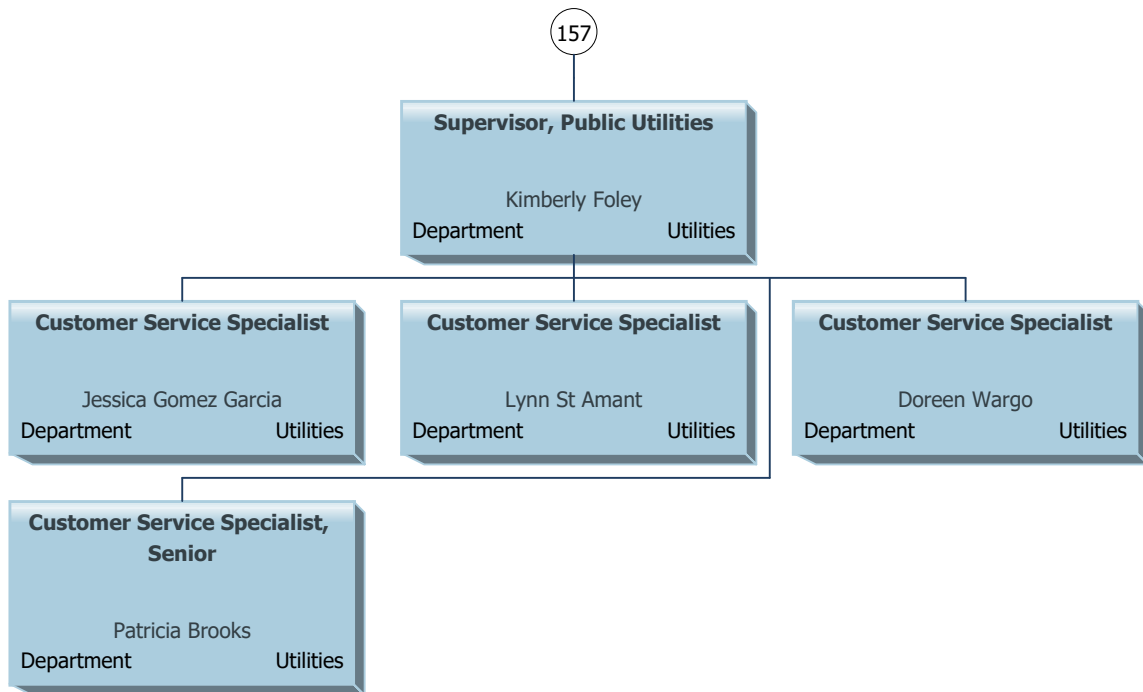 157
Supervisor, Public Utilities
Kimberly Foley
Department Utilities
Customer Service Specialist
Jessica Gomez Garcia
Department Utilities
Customer Service Specialist
Lynn St Amant
Department Utilities
Customer Service Specialist
Doreen Wargo
Department Utilities
Customer Service Specialist,
Senior
Patricia Brooks
Department Utilities